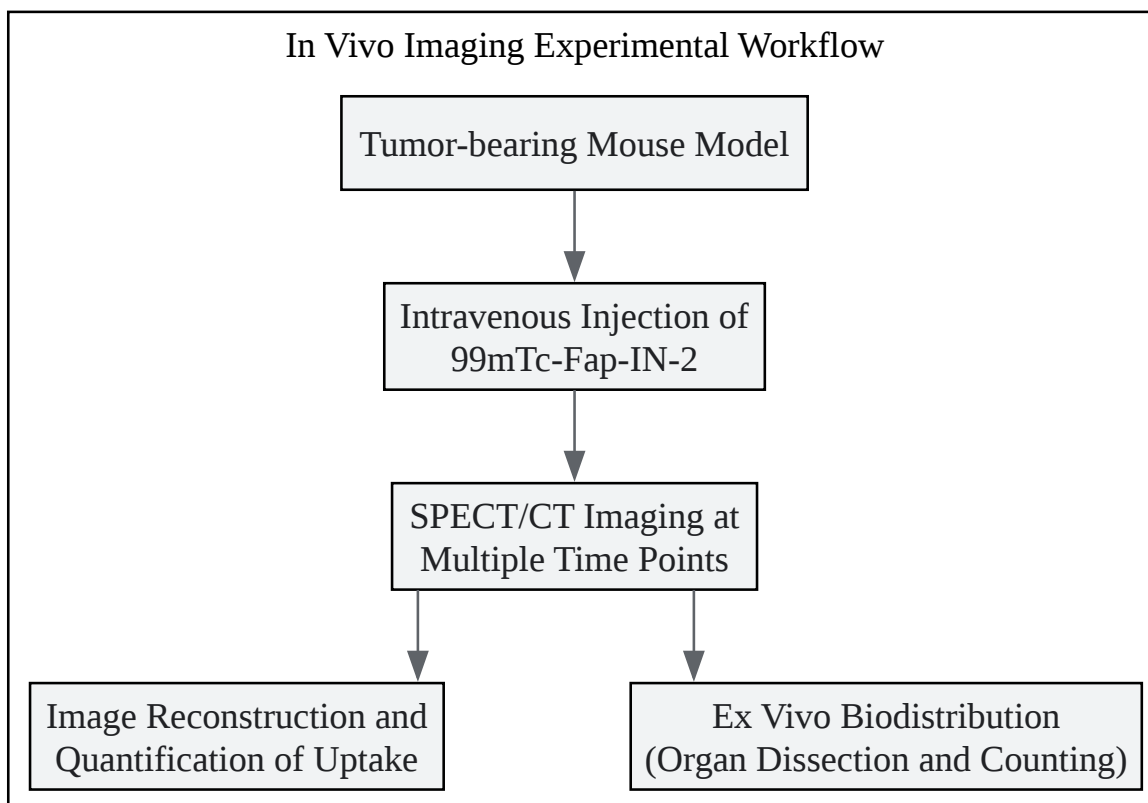 In Vivo Imaging Experimental Workflow
Tumor-bearing Mouse Model
Intravenous Injection of
99mTc-Fap-IN-2
SPECT/CT Imaging at
Multiple Time Points
Image Reconstruction and
Quantification of Uptake
Ex Vivo Biodistribution
(Organ Dissection and Counting)